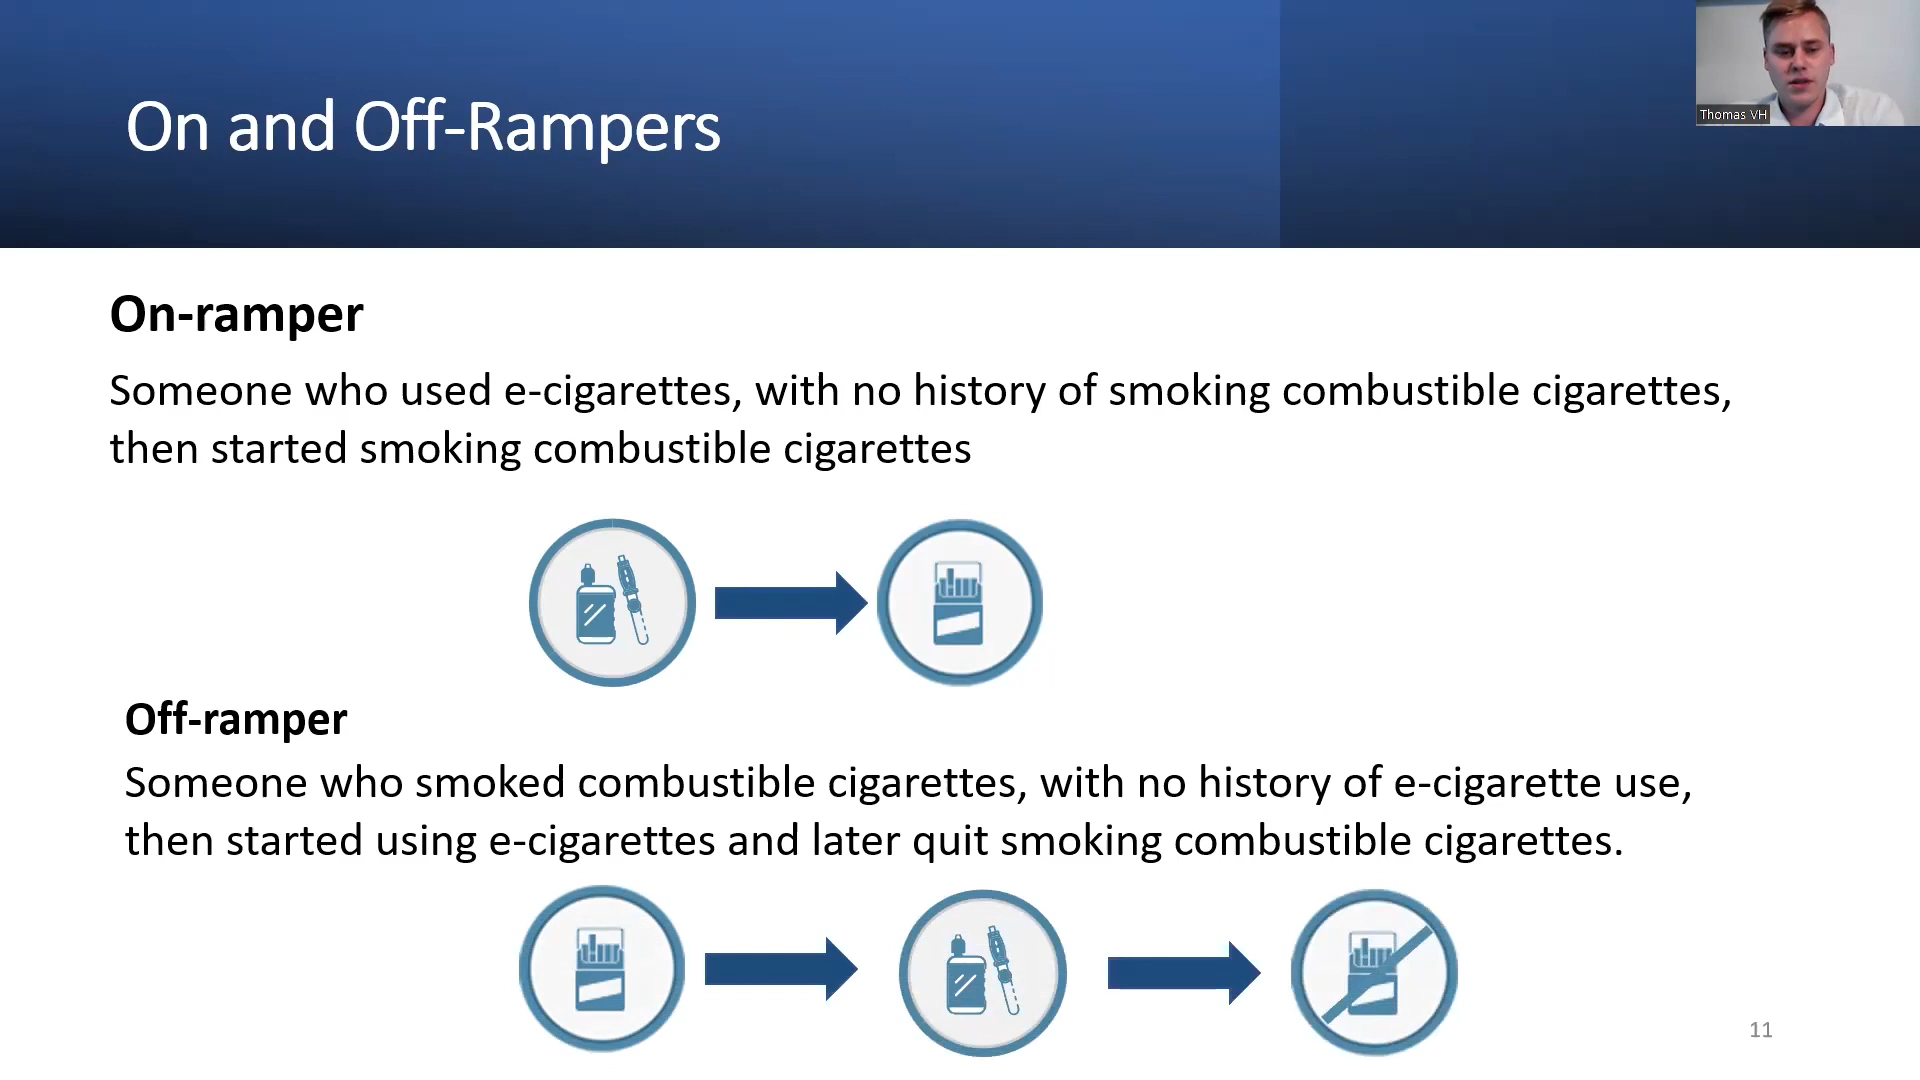 On and Off-Rampers
Thomas VH
On-ramper
Someone who used e-cigarettes, with no history of smoking combustible cigarettes,
then started smoking combustible cigarettes
Off-ramper
Someone who smoked combustible cigarettes, with no history of e-cigarette use,
then started using e-cigarettes and later quit smoking combustible cigarettes.
11